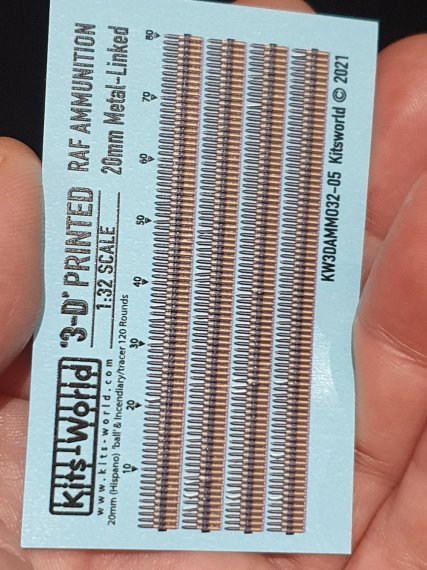 Kits-World
'3-D' PRINTED
RAF AMMUNITION
www.kits-world.com
1:32 SCALE
20mm Metal-Linked
20mm (Hispano) 'ball' & Incendiary/tracer 120 Rounds
10 20 30 40 50 60 70 80
KW3DAMMO32-05 Kitsworld © 2021